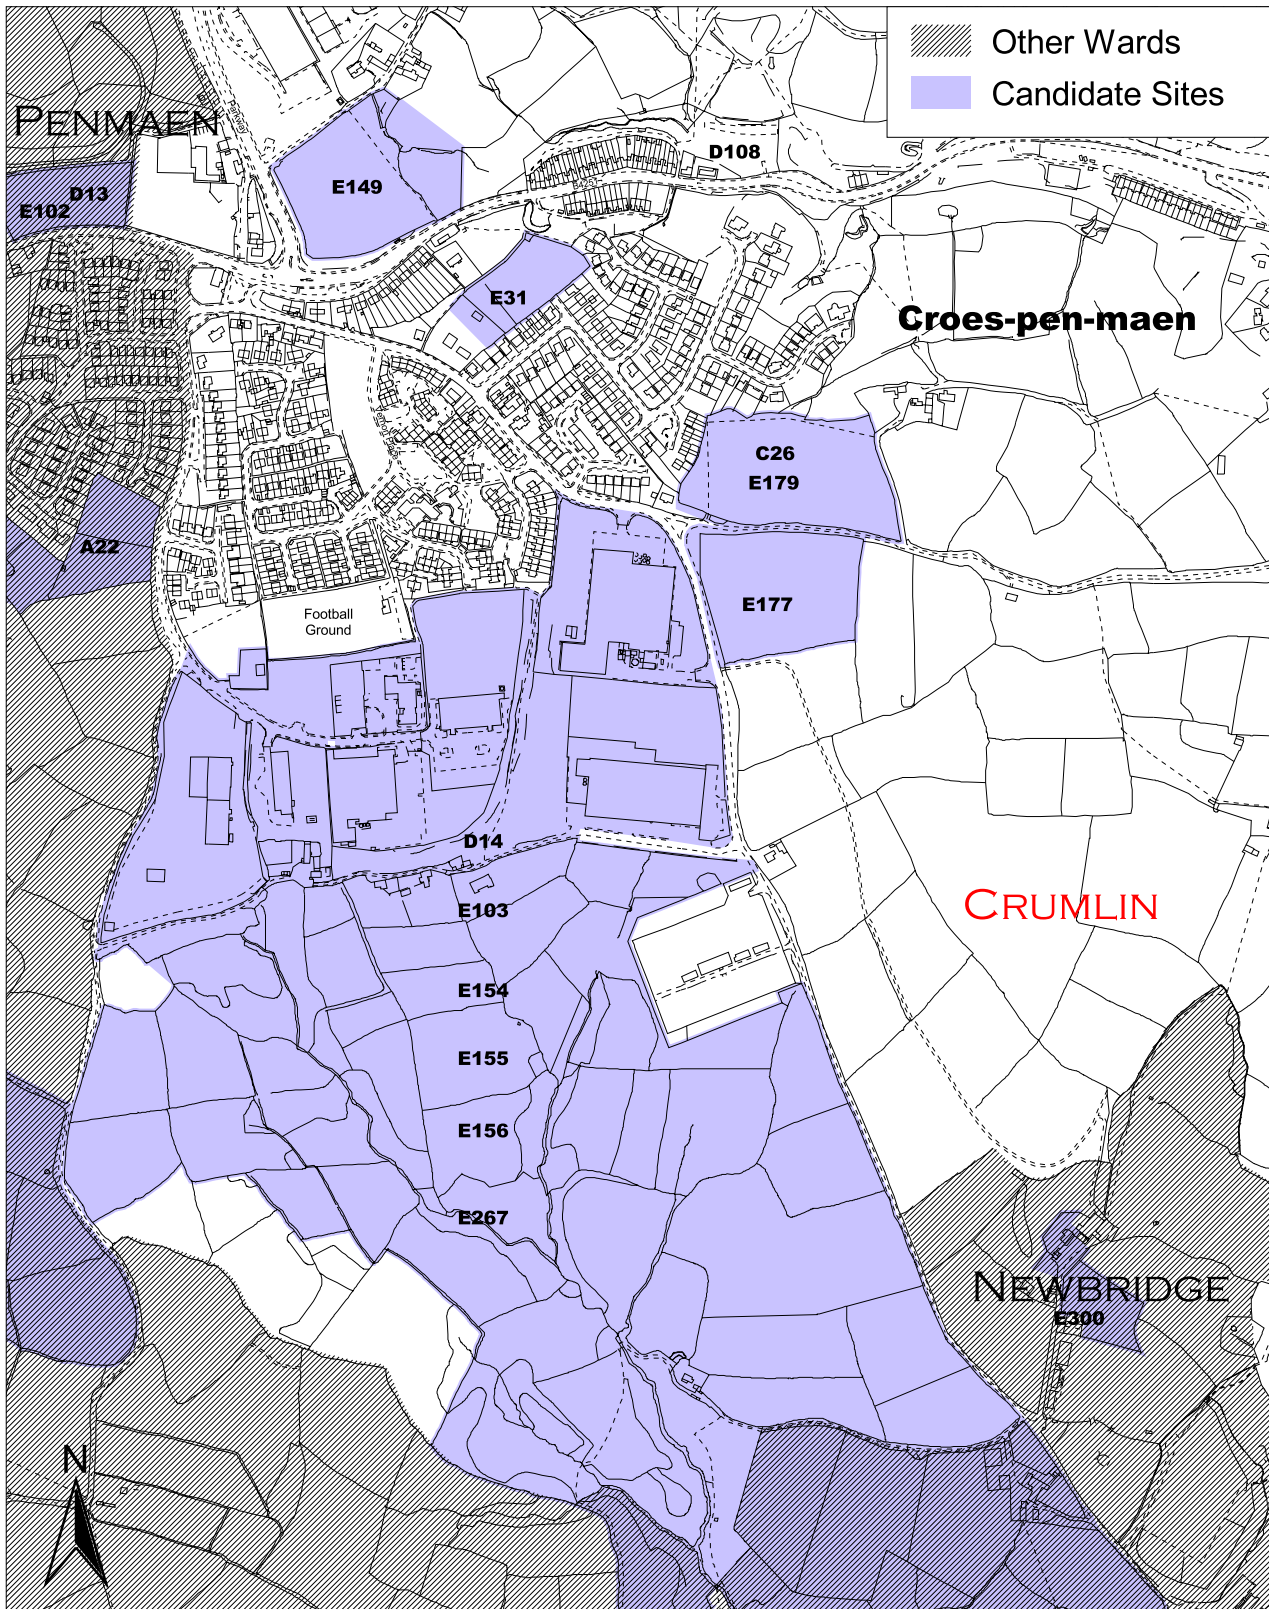 Other Wards
Candidate Sites
PENMAEN
Parkway
D108
E149
D13
E102
E31
Croes-pen-maen
C26
E179
A22
E177
Football
Ground
D14
CRUMLIN
E103
E154
E155
E156
E267
NEWBRIDGE
E300
N